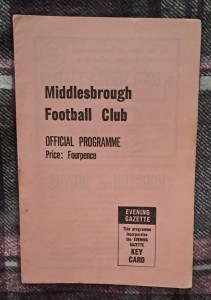 Middlesbrough
Football Club
OFFICIAL PROGRAMME
Price: Fourpence
EVENING
GAZETTE
This programme
incorporates
the EVENING
GAZETTE
KEY
CARD